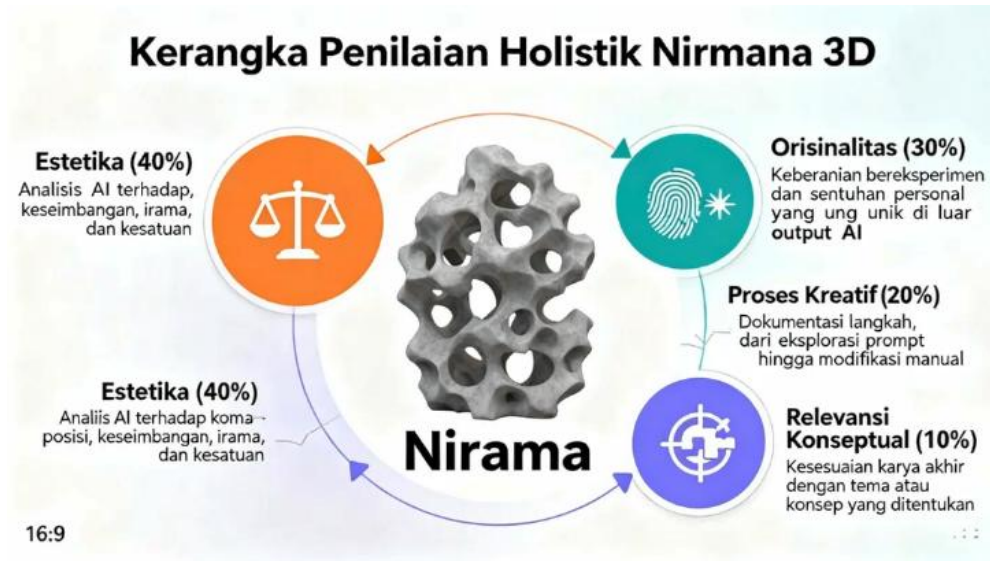 Kerangka Penilaian Holistik Nirmana 3D
Estetika (40%)
Analisis AI terhadap,
keseimbangan, irama,
dan kesatuan
Orisinalitas (30%)
Keberanian bereksperimen
dan sentuhan personal
yang ung unik di luar
output AI
Proses Kreatif (20%)
Dokumentasi langkah,
dari eksplorasi prompt
hingga modifikasi manual
Estetika (40%)
Analiis AI terhadap koma-
posisi, keseimbangan, irama,
dan kesatuan
Nirama
Relevansi
Konseptual (10%)
Kesesuaian karya akhir
dengan tema atau
konsep yang ditentukan
16:9